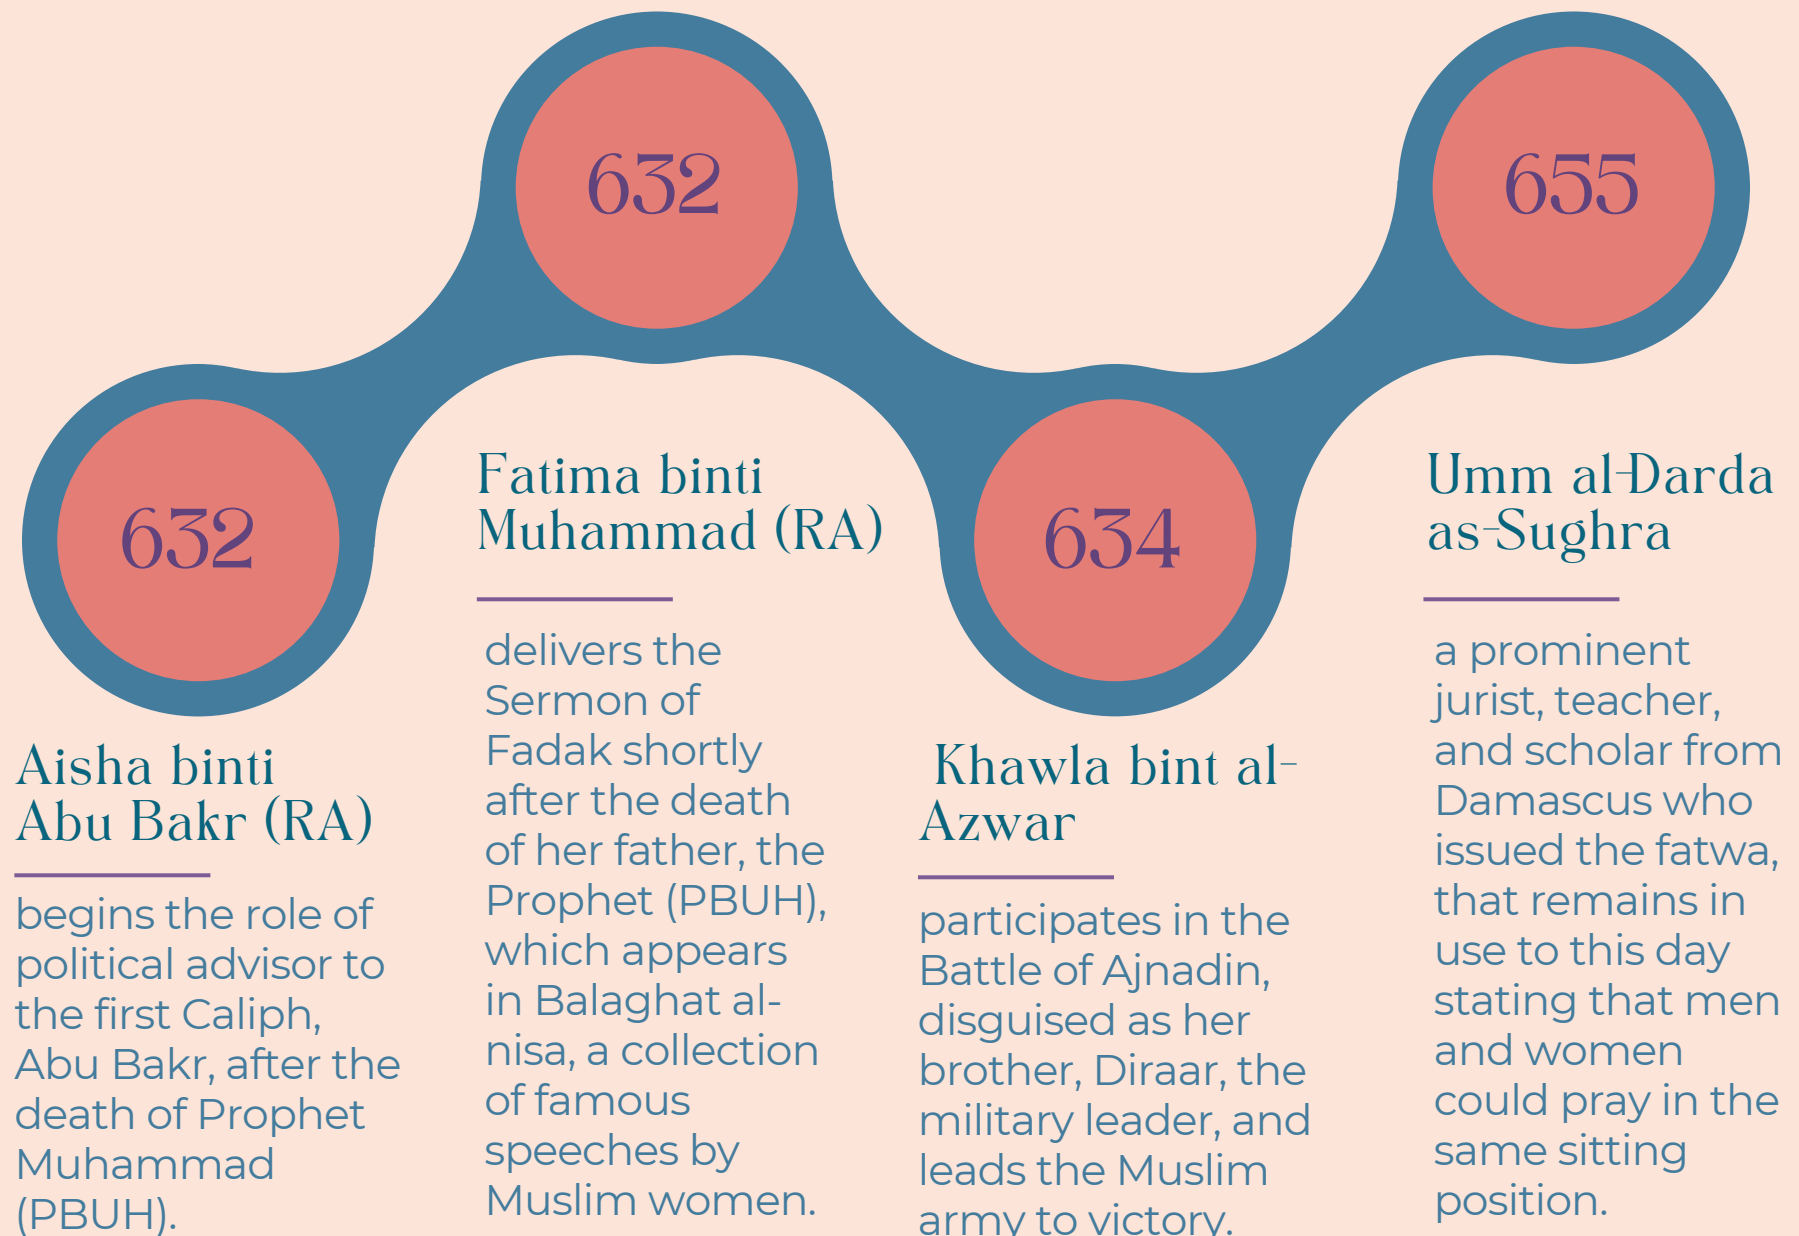 632
Aisha binti
Abu Bakr (RA)
begins the role of
political advisor to
the first Caliph,
Abu Bakr, after the
death of Prophet
Muhammad
(PBUH).
632
Fatima binti
Muhammad (RA)
delivers the
Sermon of
Fadak shortly
after the death
of her father, the
Prophet (PBUH),
which appears
in Balaghat al-
nisa, a collection
of famous
speeches by
Muslim women.
634
Khawla bint al-
Azwar
participates in the
Battle of Ajnadin,
disguised as her
brother, Diraar, the
military leader, and
leads the Muslim
army to victory.
655
Umm al-Darda
as-Sughra
a prominent
jurist, teacher,
and scholar from
Damascus who
issued the fatwa,
that remains in
use to this day
stating that men
and women
could pray in the
same sitting
position.